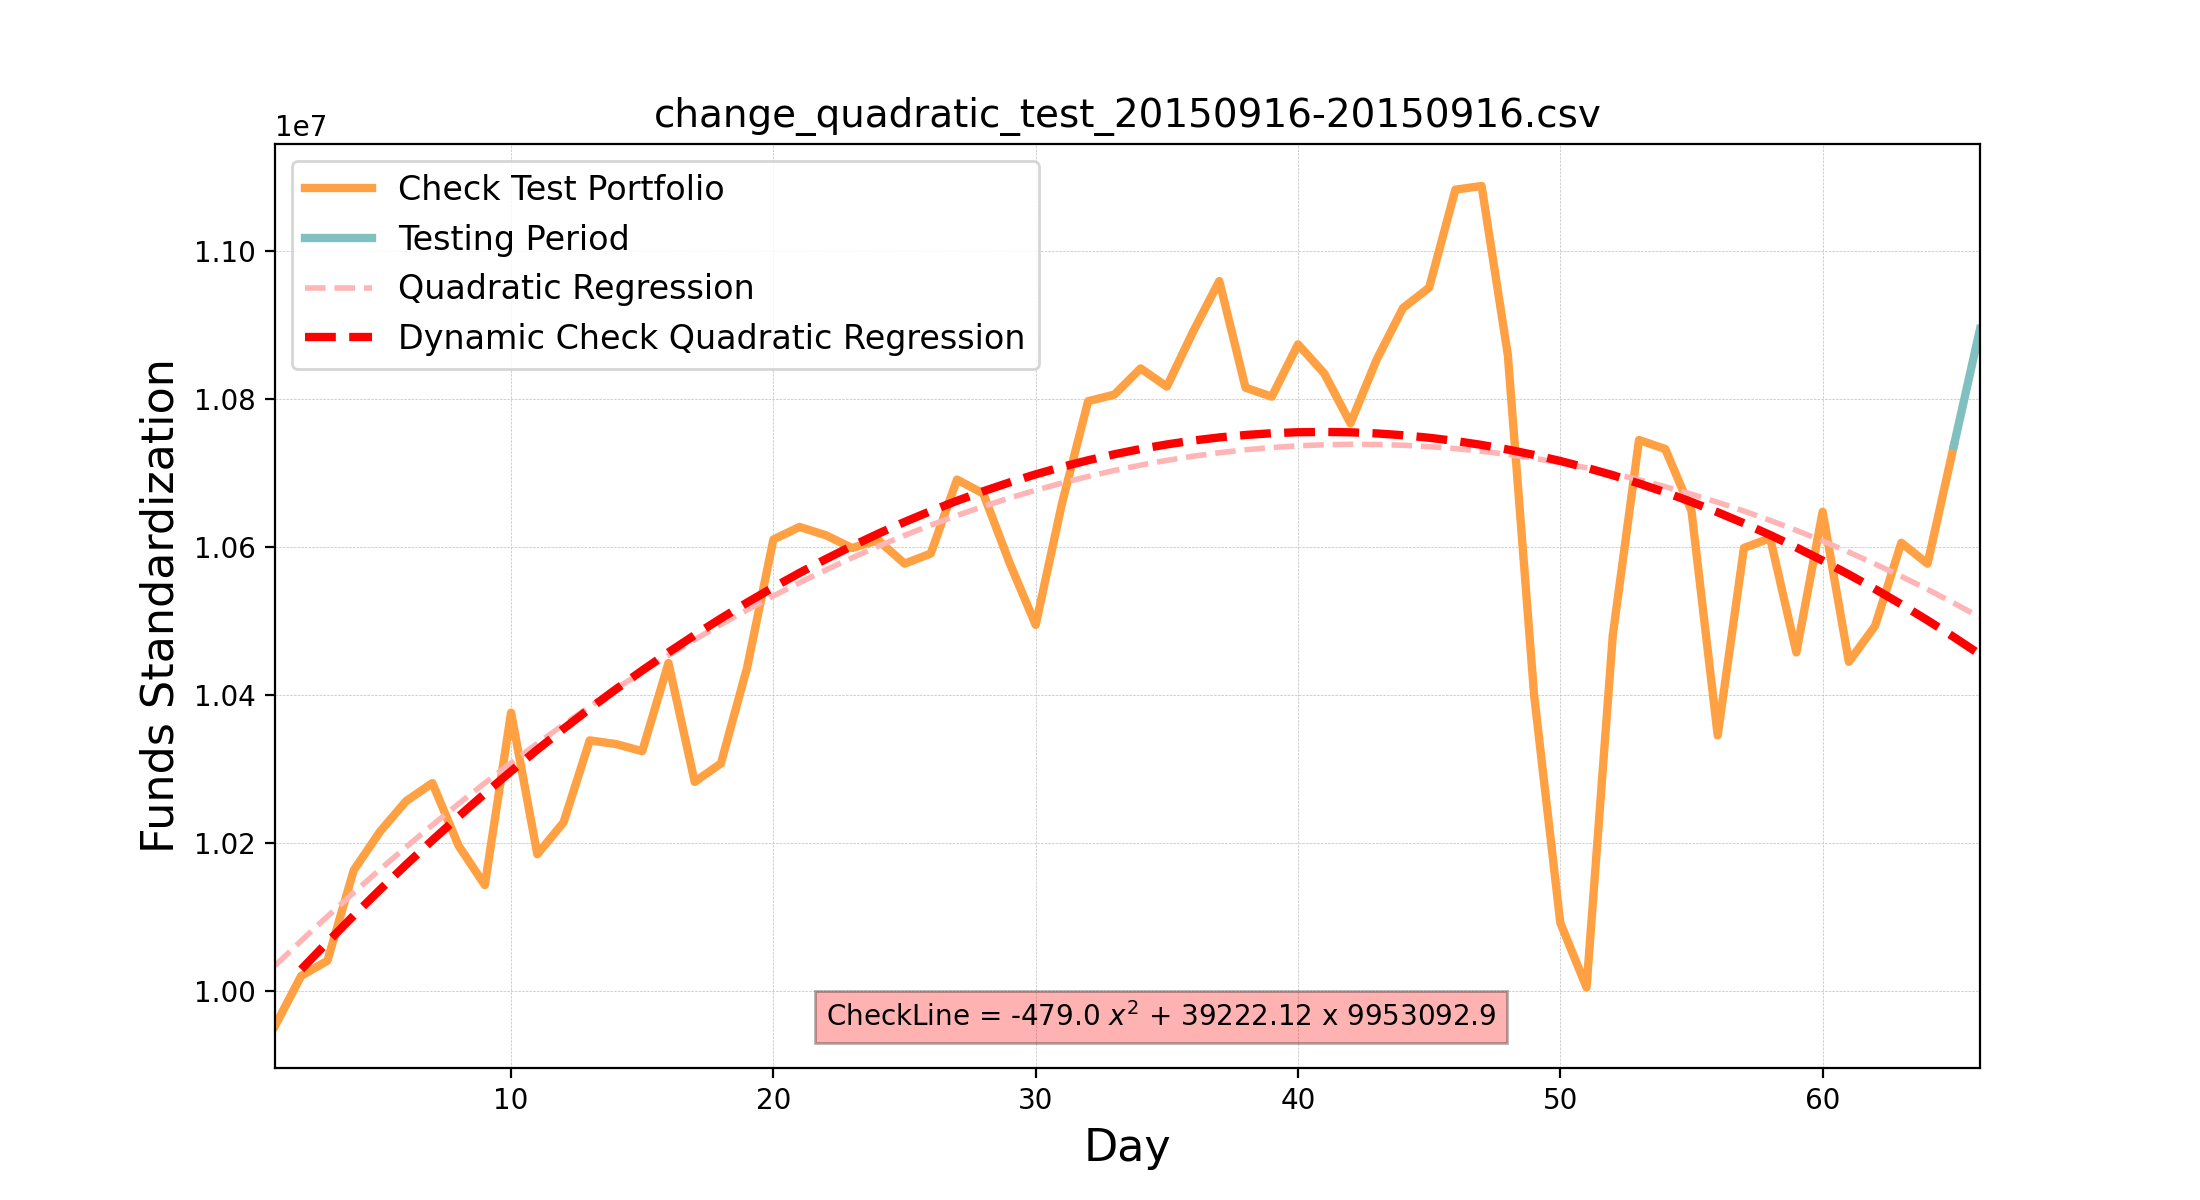 change_quadratic_test_20150916-20150916.csv
1e7
Check Test Portfolio
Testing Period
Quadratic Regression
Dynamic Check Quadratic Regression
1.10
1.08
1.06
1.04
1.02
1.00
Funds Standardization
CheckLine = -479.0 x² + 39222.12 x 9953092.9
10 20 30 40 50 60
Day